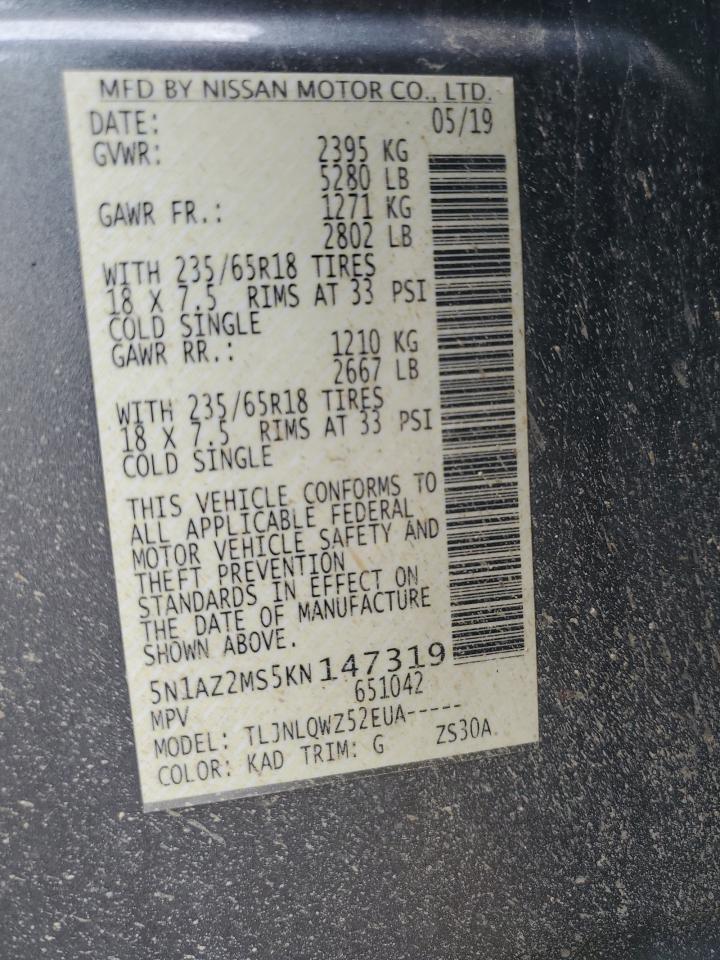 MFD BY NISSAN MOTOR CO., LTD.
DATE: 05/19
GVWR: 2395 KG
5280 LB
GAWR FR.: 1271 KG
2802 LB
WITH 235/65R18 TIRES
18 X 7.5 RIMS AT 33 PSI
COLD SINGLE
GAWR RR.: 1210 KG
2667 LB
WITH 235/65R18 TIRES
18 X 7.5 RIMS AT 33 PSI
COLD SINGLE
THIS VEHICLE CONFORMS TO
ALL APPLICABLE FEDERAL
MOTOR VEHICLE SAFETY AND
THEFT PREVENTION
STANDARDS IN EFFECT ON
THE DATE OF MANUFACTURE
SHOWN ABOVE.
5N1AZ2MS5KN147319
MPV 651042
MODEL: TLJNLQWZ52EUA-----
COLOR: KAD TRIM: G ZS30A